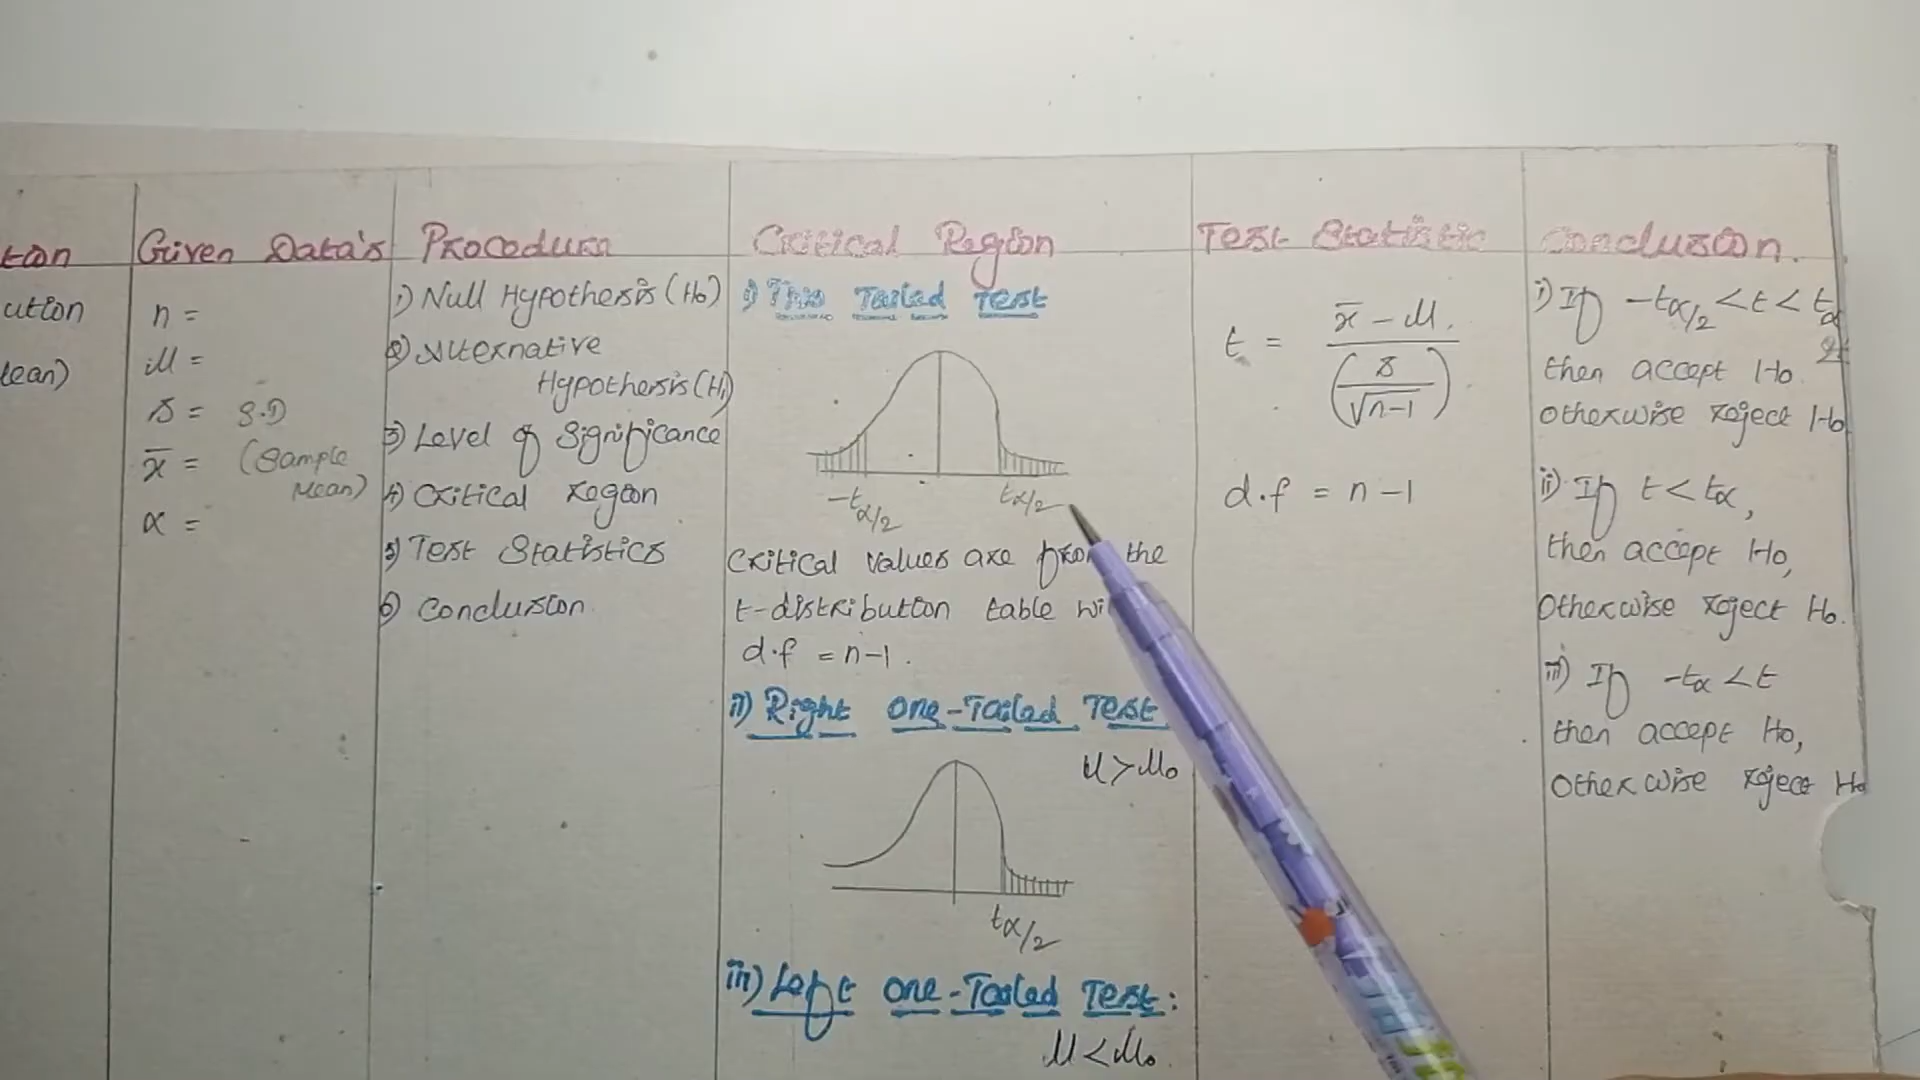 tion
ution
lean)
Given Data's
n =
μ =
s = S.D
x̄ = (Sample
Mean)
α =
Procedure
1) Null Hypothesis (H0)
2) Alternative
Hypothesis (H1)
3) Level of Significance
4) Critical region
5) Test Statistics
6) Conclusion
Critical Region
i) Two Tailed Test
-tα/2
tα/2
Critical values are from the
t-distribution table
d.f = n-1.
ii) Right One-Tailed Test
μ > μ0
tα/2
iii) Left One-Tailed Test:
μ < μ0
Test Statistic
t = x̄ - μ / (s / √n-1)
d.f = n-1
Conclusion.
i) If -tα/2 < t < tα/2
then accept H0.
Otherwise reject H0
ii) If t < tα,
then accept H0,
Otherwise reject H0.
iii) If -tα < t
then accept H0,
Otherwise reject H0